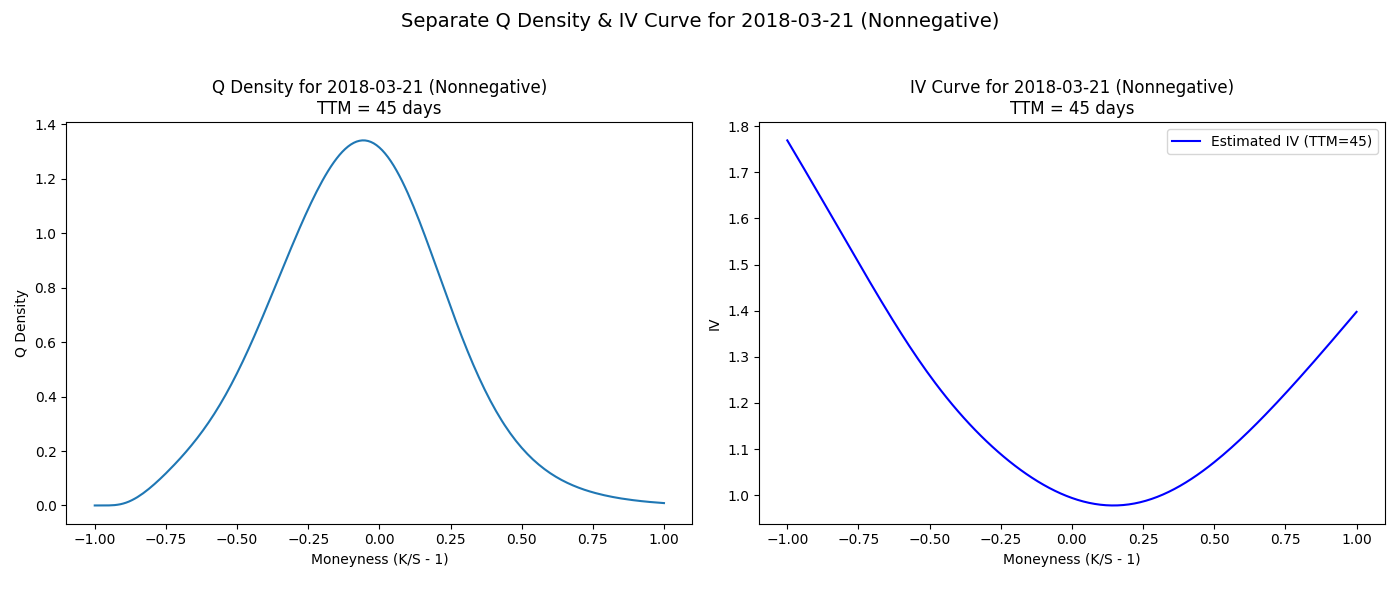 Separate Q Density & IV Curve for 2018-03-21 (Nonnegative)
Q Density for 2018-03-21 (Nonnegative)
TTM = 45 days
1.4
1.2
1.0
0.8
0.6
0.4
0.2
0.0
Q Density
−1.00 −0.75 −0.50 −0.25 0.00 0.25 0.50 0.75 1.00
Moneyness (K/S - 1)
IV Curve for 2018-03-21 (Nonnegative)
TTM = 45 days
Estimated IV (TTM=45)
1.8
1.7
1.6
1.5
1.4
1.3
1.2
1.1
1.0
IV
−1.00 −0.75 −0.50 −0.25 0.00 0.25 0.50 0.75 1.00
Moneyness (K/S - 1)